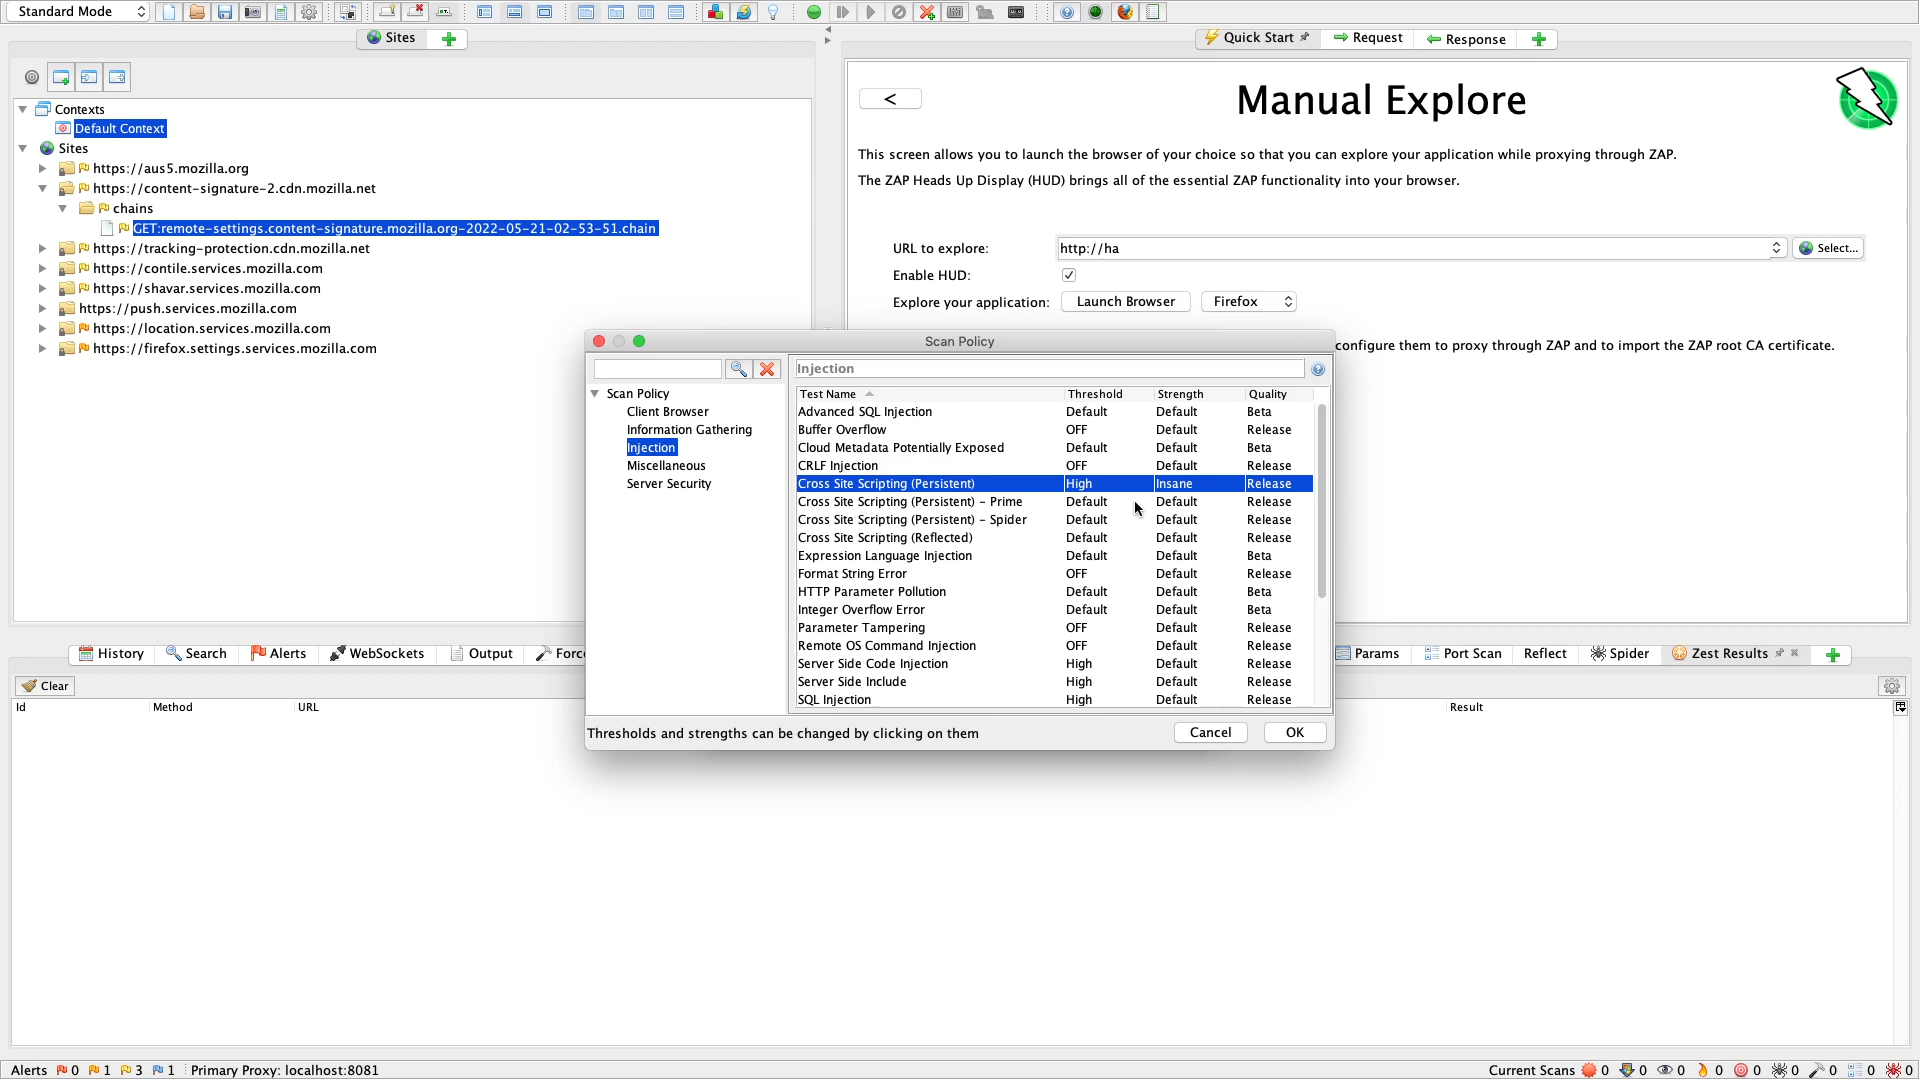 Standard Mode
Sites
Quick Start
Request
Response
Contexts
Default Context
Sites
https://aus5.mozilla.org
https://content-signature-2.cdn.mozilla.net
chains
GET:remote-settings.content-signature.mozilla.org-2022-05-21-02-53-51.chain
https://tracking-protection.cdn.mozilla.net
https://contile.services.mozilla.com
https://shavar.services.mozilla.com
https://push.services.mozilla.com
https://location.services.mozilla.com
https://firefox.settings.services.mozilla.com
<
Manual Explore
This screen allows you to launch the browser of your choice so that you can explore your application while proxying through ZAP.
The ZAP Heads Up Display (HUD) brings all of the essential ZAP functionality into your browser.
URL to explore: http://ha Select...
Enable HUD:
Explore your application: Launch Browser Firefox
configure them to proxy through ZAP and to import the ZAP root CA certificate.
Scan Policy
Scan Policy
Client Browser
Information Gathering
Injection
Miscellaneous
Server Security
Injection
Test Name Threshold Strength Quality
Advanced SQL Injection Default Default Beta
Buffer Overflow OFF Default Release
Cloud Metadata Potentially Exposed Default Default Beta
CRLF Injection OFF Default Release
Cross Site Scripting (Persistent) High Insane Release
Cross Site Scripting (Persistent) - Prime Default Default Release
Cross Site Scripting (Persistent) - Spider Default Default Release
Cross Site Scripting (Reflected) Default Default Release
Expression Language Injection Default Default Beta
Format String Error OFF Default Release
HTTP Parameter Pollution Default Default Beta
Integer Overflow Error Default Default Beta
Parameter Tampering OFF Default Release
Remote OS Command Injection OFF Default Release
Server Side Code Injection High Default Release
Server Side Include High Default Release
SQL Injection High Default Release
Thresholds and strengths can be changed by clicking on them
Cancel OK
History Search Alerts WebSockets Output Forc
Params Port Scan Reflect Spider Zest Results
Clear
Id Method URL Result
Alerts 0 1 3 1 Primary Proxy: localhost:8081
Current Scans 0 0 0 0 0 0 0 0 0